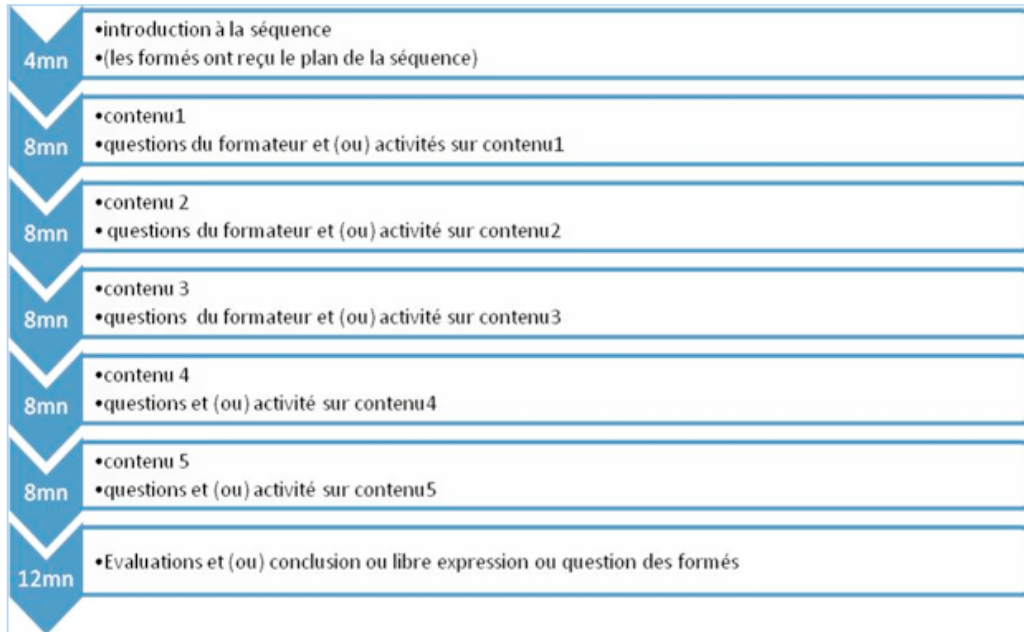 4mn
•introduction à la séquence
•(les formés ont reçu le plan de la séquence)
8mn
•contenu1
•questions du formateur et (ou) activités sur contenu1
8mn
•contenu 2
• questions du formateur et (ou) activité sur contenu2
8mn
•contenu 3
•questions du formateur et (ou) activité sur contenu3
8mn
•contenu 4
•questions et (ou) activité sur contenu4
8mn
•contenu 5
•questions et (ou) activité sur contenu5
12mn
•Evaluations et (ou) conclusion ou libre expression ou question des formés